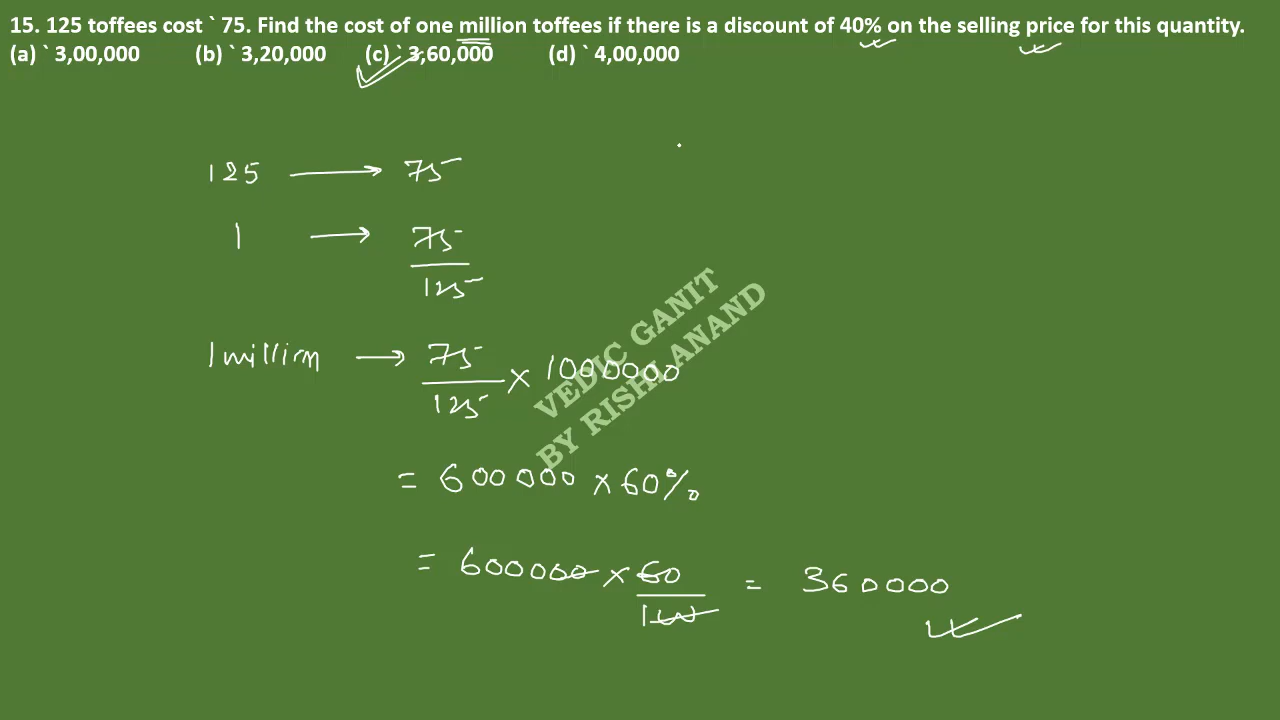 15. 125 toffees cost ` 75. Find the cost of one million toffees if there is a discount of 40% on the selling price for this quantity.
(a) ` 3,00,000 (b) ` 3,20,000 (c) ` 3,60,000 (d) ` 4,00,000
125 → 75
1 → 75/125
1 million → 75/125 × 1000000
= 600000 × 60%
= 600000 × 60/100 = 360000
VEDIC GANIT
BY RISHI ANAND